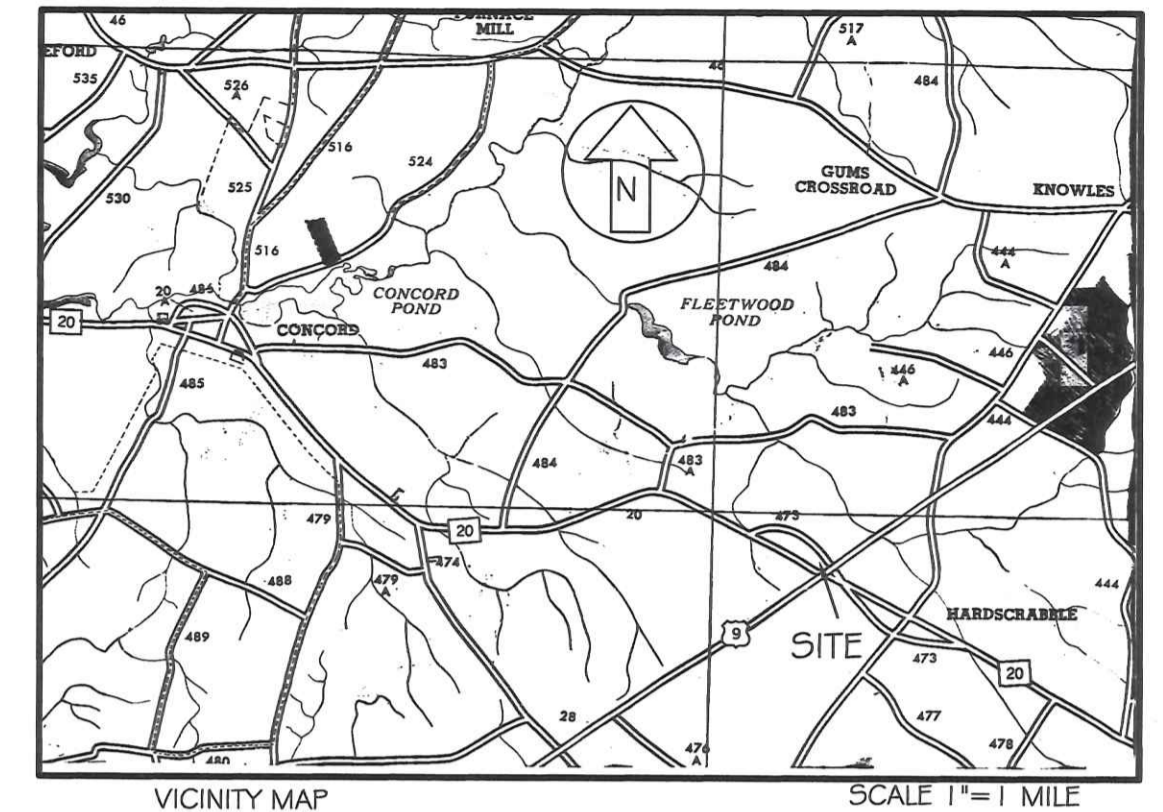 46
MILL
517
A
EFORD
535
526
A
46
484
516
524
GUMS
CROSSROAD
KNOWLES
530
525
N
516
444
A
484
20
A
485
CONCORD
POND
FLEETWOOD
POND
20
CONCORD
483
446
446
A
485
483
444
484
483
A
479
20
473
20
474
479
A
488
444
HARDSCRABBLE
489
9
SITE
473
20
28
477
476
A
478
480
VICINITY MAP
SCALE 1"= 1 MILE